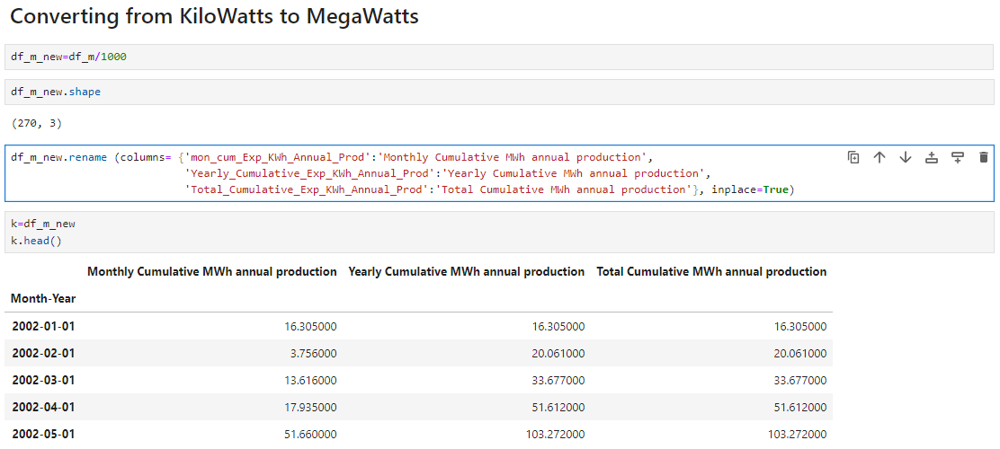 Converting from KiloWatts to MegaWatts
df_m_new=df_m/1000
df_m_new.shape
(270, 3)
df_m_new.rename (columns= {'mon_cum_Exp_KWh_Annual_Prod':'Monthly Cumulative MWh annual production',
'Yearly_Cumulative_Exp_KWh_Annual_Prod':'Yearly Cumulative MWh annual production',
'Total_Cumulative_Exp_KWh_Annual_Prod':'Total Cumulative MWh annual production'}, inplace=True)
k=df_m_new
k.head()
Monthly Cumulative MWh annual production Yearly Cumulative MWh annual production Total Cumulative MWh annual production
Month-Year
2002-01-01 16.305000 16.305000 16.305000
2002-02-01 3.756000 20.061000 20.061000
2002-03-01 13.616000 33.677000 33.677000
2002-04-01 17.935000 51.612000 51.612000
2002-05-01 51.660000 103.272000 103.272000